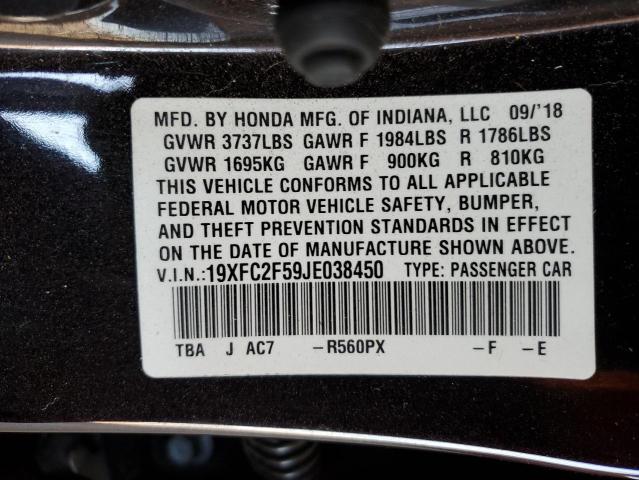 MFD. BY HONDA MFG. OF INDIANA, LLC 09/'18
GVWR 3737LBS GAWR F 1984LBS R 1786LBS
GVWR 1695KG GAWR F 900KG R 810KG
THIS VEHICLE CONFORMS TO ALL APPLICABLE
FEDERAL MOTOR VEHICLE SAFETY, BUMPER,
AND THEFT PREVENTION STANDARDS IN EFFECT
ON THE DATE OF MANUFACTURE SHOWN ABOVE.
V.I.N.:19XFC2F59JE038450 TYPE: PASSENGER CAR
TBA J AC7 –R560PX –F –E